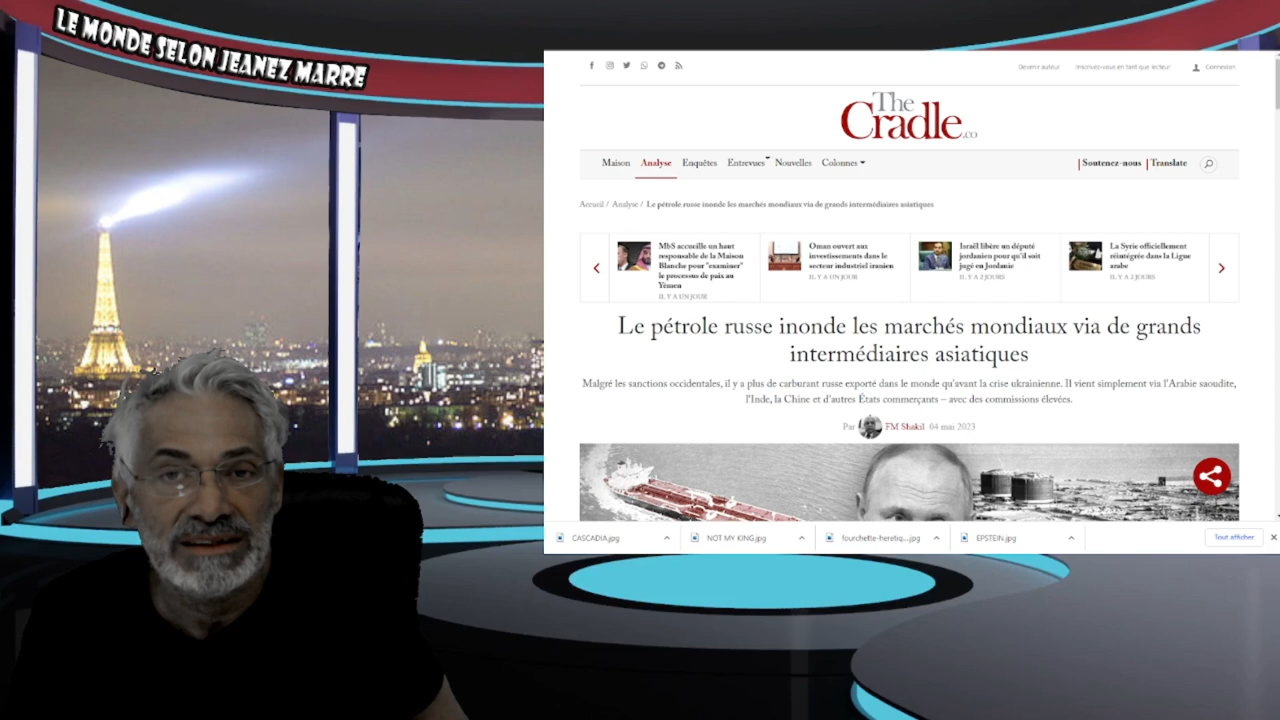 LE MONDE SELON JEANEZ MARRE
Devenir auteur
Inscrivez-vous en tant que lecteur
Connexion
The
Cradle.co
Maison
Analyse
Enquêtes
Entrevues
Nouvelles
Colonnes
Soutenez-nous
Translate
Accueil / Analyse / Le pétrole russe inonde les marchés mondiaux via de grands intermédiaires asiatiques
MbS accueille un haut
responsable de la Maison
Blanche pour "examiner"
le processus de paix au
Yémen
IL Y A UN JOUR
Oman ouvert aux
investissements dans le
secteur industriel iranien
IL Y A UN JOUR
Israël libère un député
jordanien pour qu'il soit
jugé en Jordanie
IL Y A 2 JOURS
La Syrie officiellement
réintégrée dans la Ligue
arabe
IL Y A 2 JOURS
Le pétrole russe inonde les marchés mondiaux via de grands
intermédiaires asiatiques
Malgré les sanctions occidentales, il y a plus de carburant russe exporté dans le monde qu'avant la crise ukrainienne. Il vient simplement via l'Arabie saoudite,
l'Inde, la Chine et d'autres États commerçants – avec des commissions élevées.
Par FM Shakil 04 mai 2023
CASCADIA.jpg
NOT MY KING.jpg
fourchette-heretiq....jpg
EPSTEIN.jpg
Tout afficher